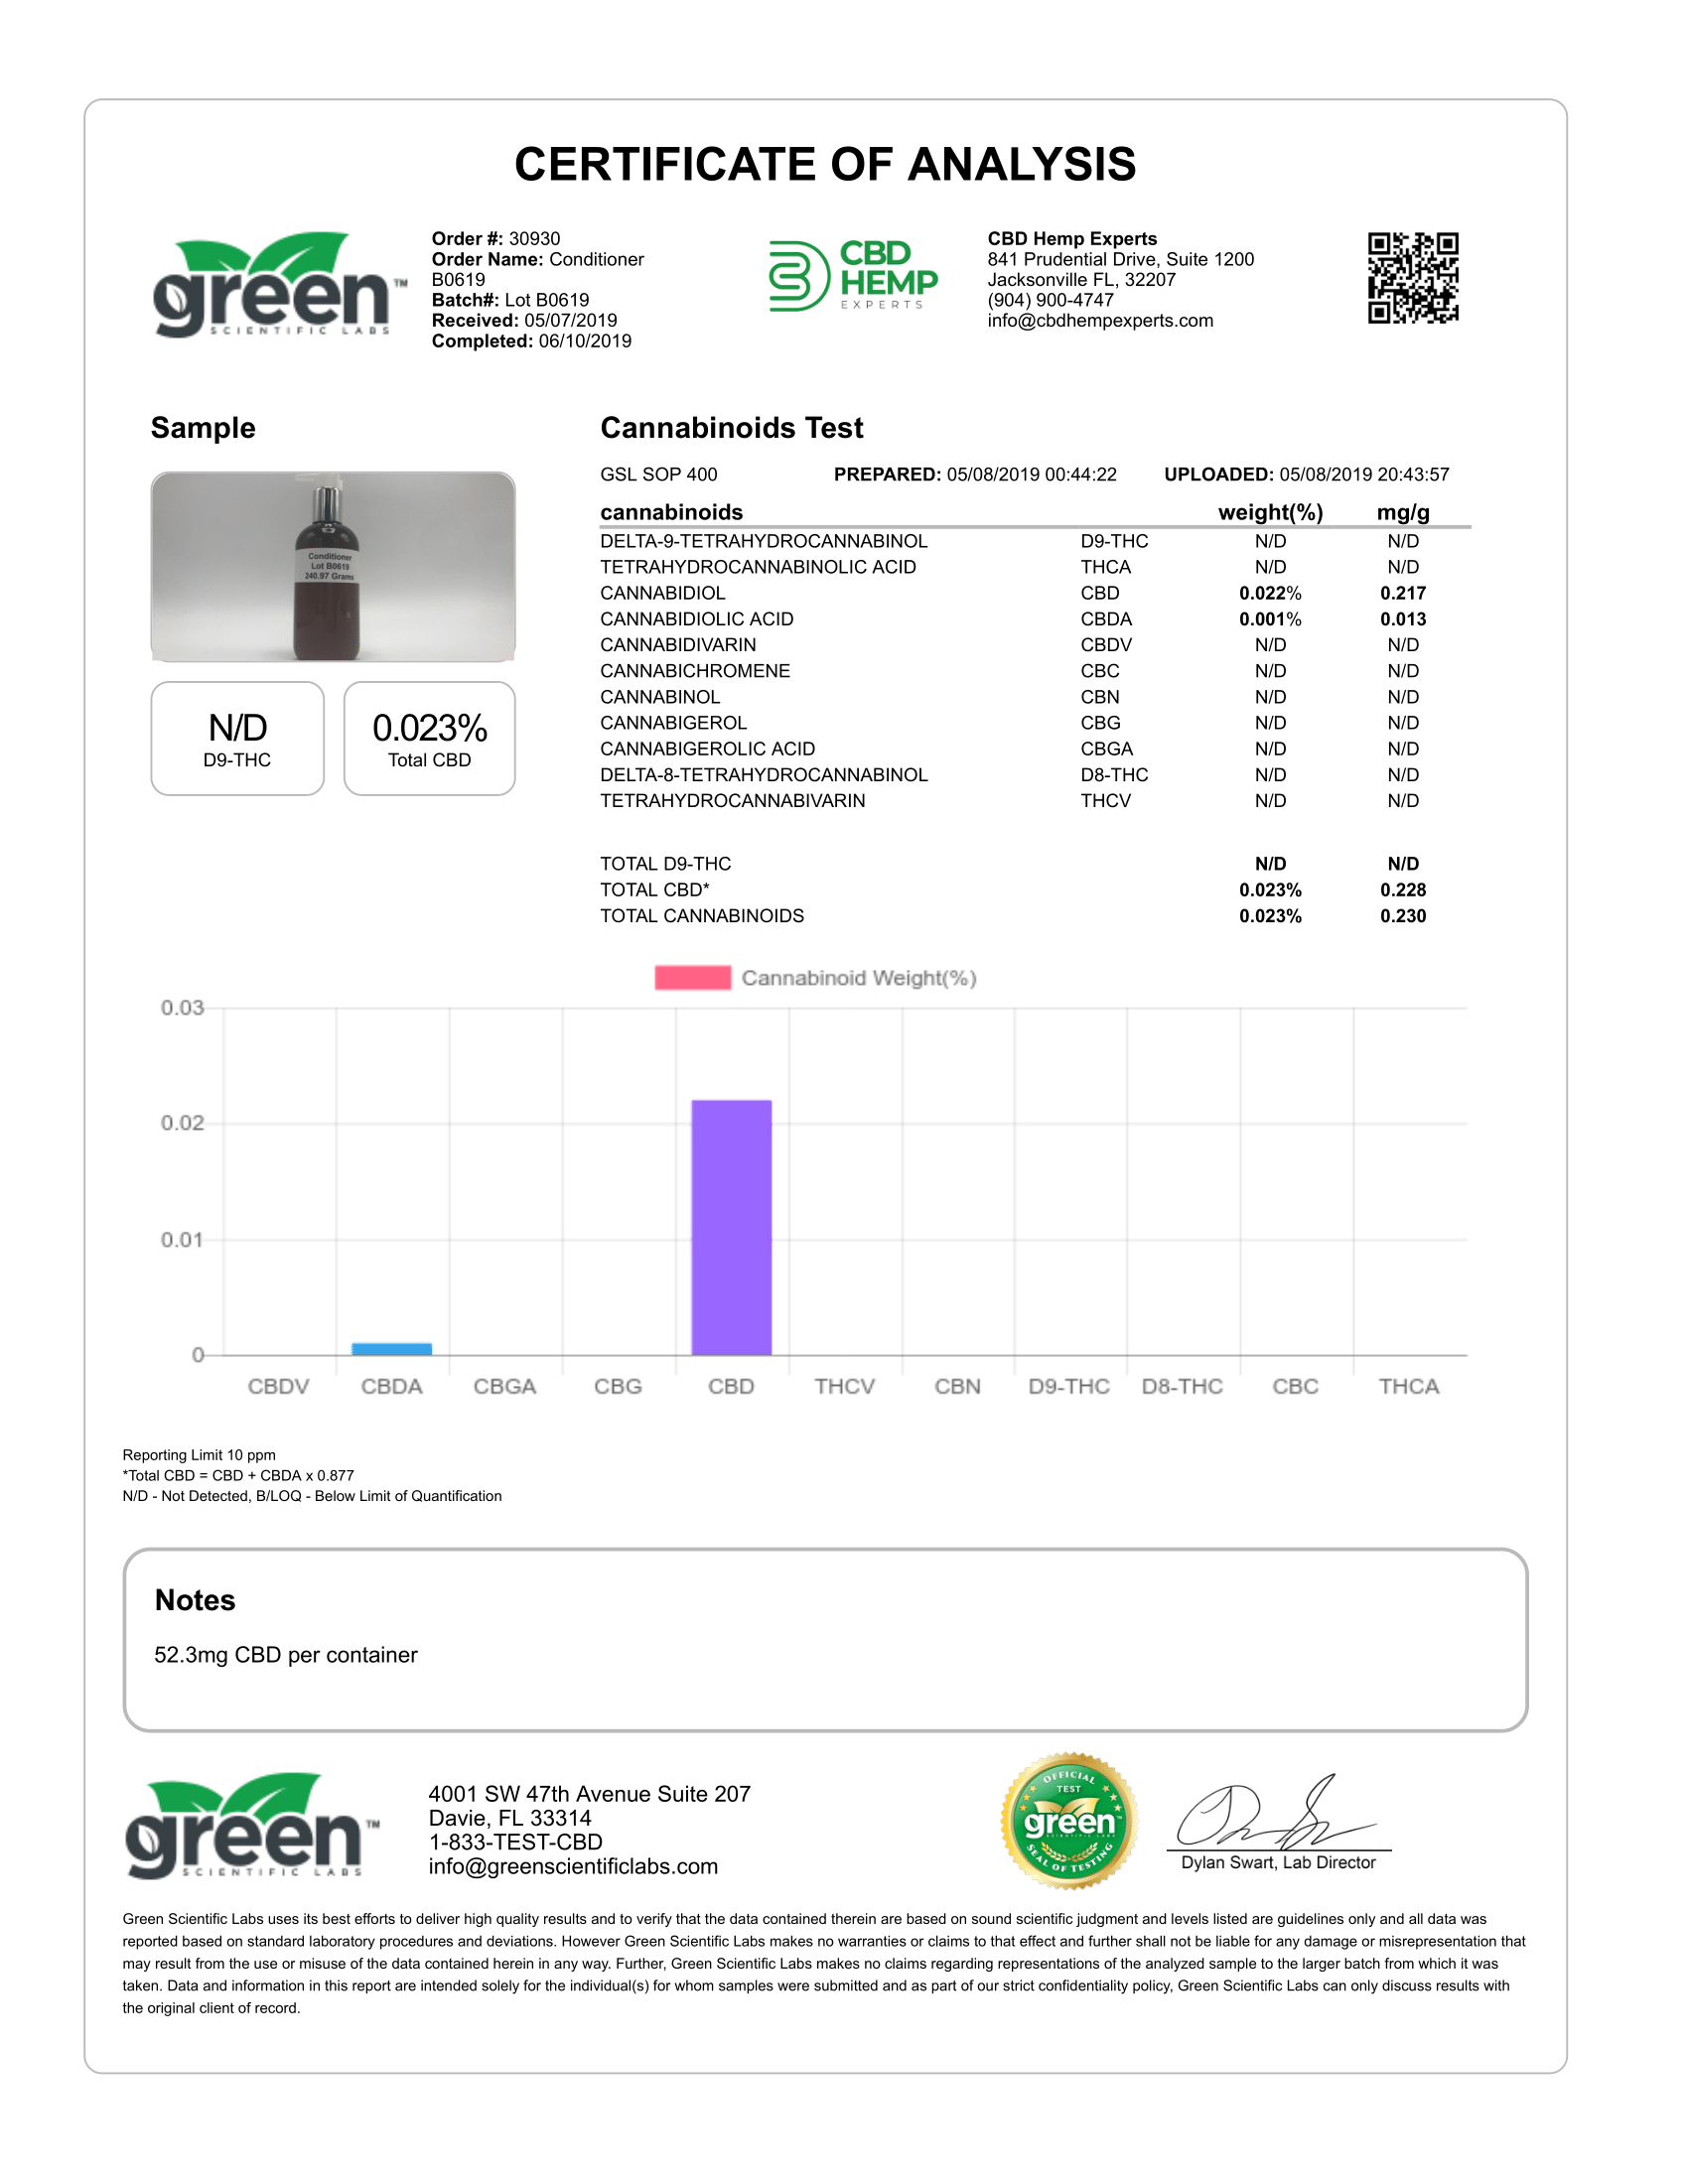 CERTIFICATE OF ANALYSIS
green™
SCIENTIFIC LABS
Order #: 30930
Order Name: Conditioner
B0619
Batch#: Lot B0619
Received: 05/07/2019
Completed: 06/10/2019
CBD
HEMP
EXPERTS
CBD Hemp Experts
841 Prudential Drive, Suite 1200
Jacksonville FL, 32207
(904) 900-4747
info@cbdhempexperts.com
Sample
Conditioner
Lot B0619
240.97 Grams
N/D
D9-THC
0.023%
Total CBD
Cannabinoids Test
GSL SOP 400 PREPARED: 05/08/2019 00:44:22 UPLOADED: 05/08/2019 20:43:57
cannabinoids weight(%) mg/g
DELTA-9-TETRAHYDROCANNABINOL D9-THC N/D N/D
TETRAHYDROCANNABINOLIC ACID THCA N/D N/D
CANNABIDIOL CBD 0.022% 0.217
CANNABIDIOLIC ACID CBDA 0.001% 0.013
CANNABIDIVARIN CBDV N/D N/D
CANNABICHROMENE CBC N/D N/D
CANNABINOL CBN N/D N/D
CANNABIGEROL CBG N/D N/D
CANNABIGEROLIC ACID CBGA N/D N/D
DELTA-8-TETRAHYDROCANNABINOL D8-THC N/D N/D
TETRAHYDROCANNABIVARIN THCV N/D N/D
TOTAL D9-THC N/D N/D
TOTAL CBD* 0.023% 0.228
TOTAL CANNABINOIDS 0.023% 0.230
Cannabinoid Weight(%)
0.03
0.02
0.01
0
CBDV CBDA CBGA CBG CBD THCV CBN D9-THC D8-THC CBC THCA
Reporting Limit 10 ppm
*Total CBD = CBD + CBDA x 0.877
N/D - Not Detected, B/LOQ - Below Limit of Quantification
Notes
52.3mg CBD per container
green™
SCIENTIFIC LABS
4001 SW 47th Avenue Suite 207
Davie, FL 33314
1-833-TEST-CBD
info@greenscientificlabs.com
OFFICIAL
TEST
green™
SCIENTIFIC LABS
SEAL OF TESTING
Dylan Swart, Lab Director
Green Scientific Labs uses its best efforts to deliver high quality results and to verify that the data contained therein are based on sound scientific judgment and levels listed are guidelines only and all data was
reported based on standard laboratory procedures and deviations. However Green Scientific Labs makes no warranties or claims to that effect and further shall not be liable for any damage or misrepresentation that
may result from the use or misuse of the data contained herein in any way. Further, Green Scientific Labs makes no claims regarding representations of the analyzed sample to the larger batch from which it was
taken. Data and information in this report are intended solely for the individual(s) for whom samples were submitted and as part of our strict confidentiality policy, Green Scientific Labs can only discuss results with
the original client of record.